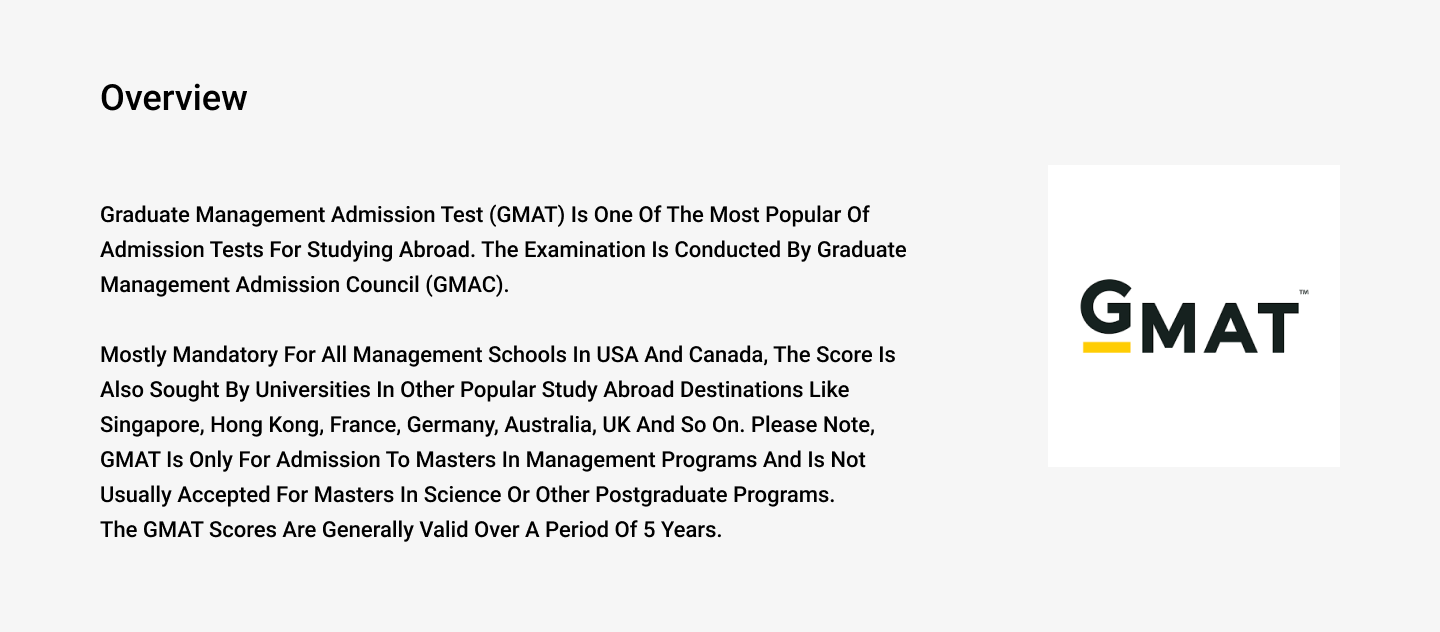 Overview
Graduate Management Admission Test (GMAT) Is One Of The Most Popular Of
Admission Tests For Studying Abroad. The Examination Is Conducted By Graduate
Management Admission Council (GMAC).
Mostly Mandatory For All Management Schools In USA And Canada, The Score Is
Also Sought By Universities In Other Popular Study Abroad Destinations Like
Singapore, Hong Kong, France, Germany, Australia, UK And So On. Please Note,
GMAT Is Only For Admission To Masters In Management Programs And Is Not
Usually Accepted For Masters In Science Or Other Postgraduate Programs.
The GMAT Scores Are Generally Valid Over A Period Of 5 Years.
GMAT™